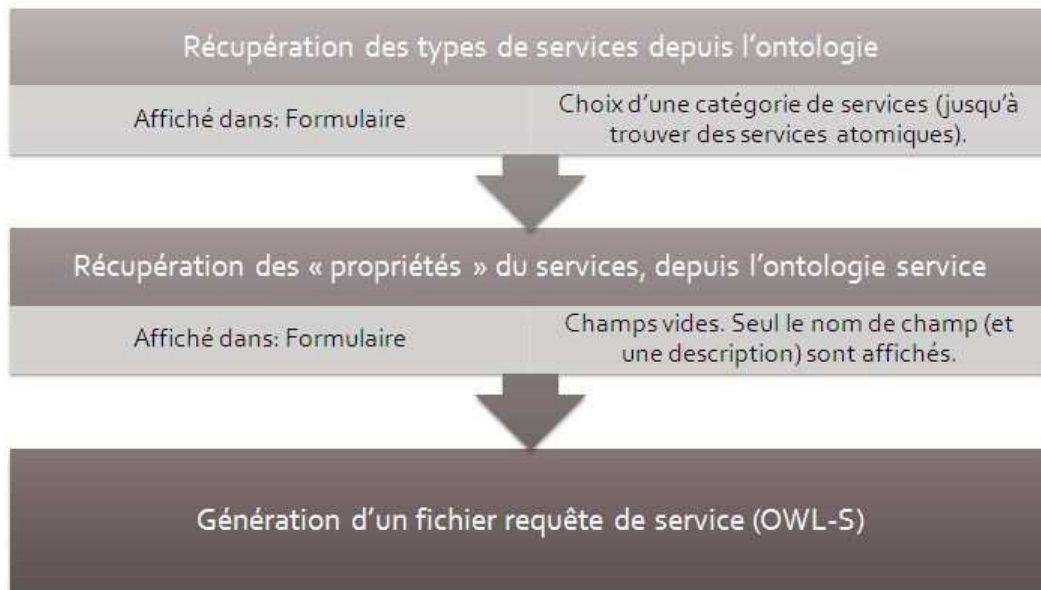 Récupération des types de services depuis l'ontologie
Affiché dans: Formulaire
Choix d'une catégorie de services (jusqu'à
trouver des services atomiques).
Récupération des « propriétés » du services, depuis l'ontologie service
Affiché dans: Formulaire
Champs vides. Seul le nom de champ (et
une description) sont affichés.
Génération d'un fichier requête de service (OWL-S)